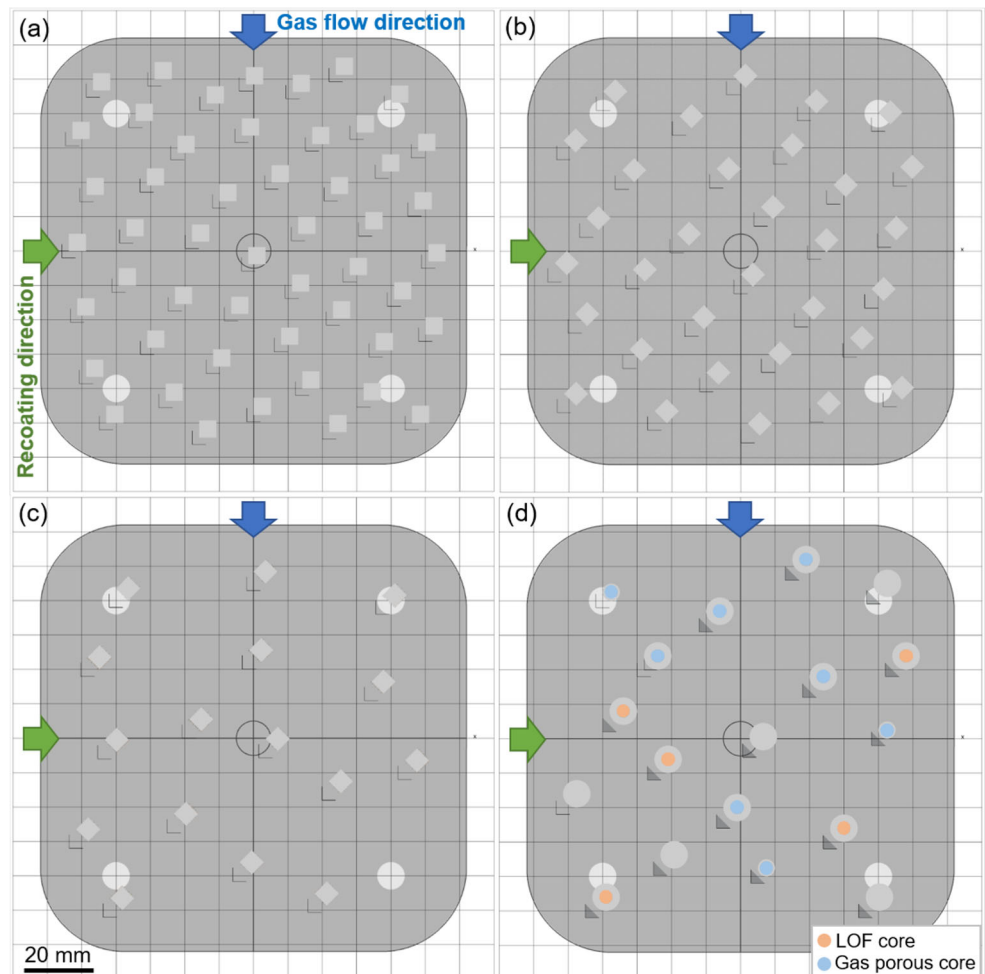 (a)
Gas flow direction
(b)
Recoating direction
(c)
(d)
20 mm
LOF core
Gas porous core